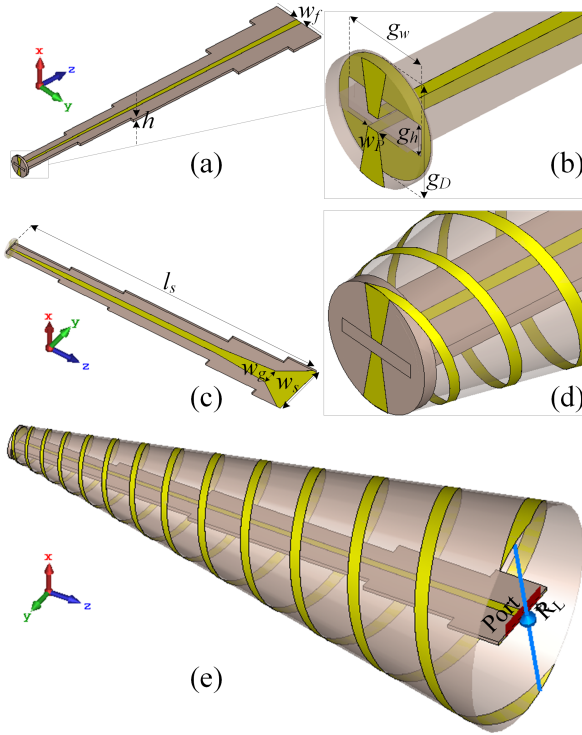 x
z
y
w_f
h
(a)
g_w
w_p
g_h
g_D
(b)
l_s
x
y
z
w_g
w_s
(c)
(d)
x
y
z
Port
R_L
(e)